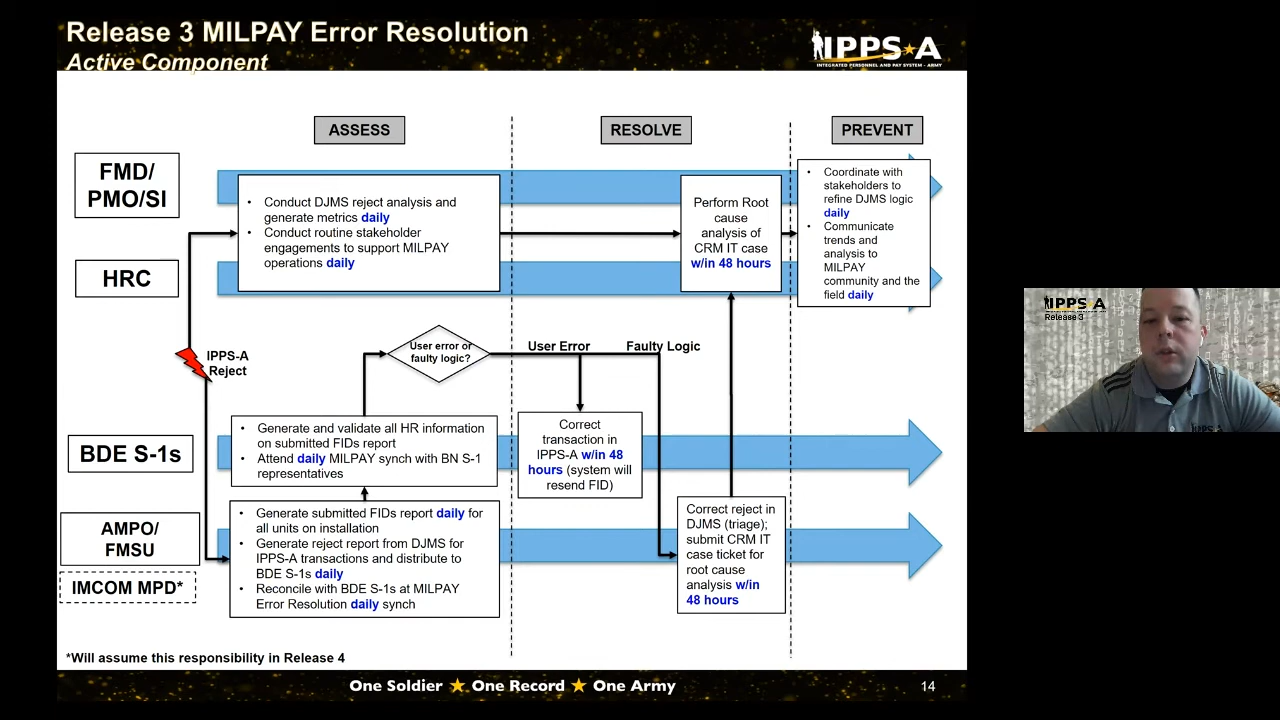 Release 3 MILPAY Error Resolution
Active Component
IPPS★A
INTEGRATED PERSONNEL AND PAY SYSTEM - ARMY
ASSESS
RESOLVE
PREVENT
FMD/
PMO/SI
HRC
• Conduct DJMS reject analysis and
generate metrics daily
• Conduct routine stakeholder
engagements to support MILPAY
operations daily
Perform Root
cause
analysis of
CRM IT case
w/in 48 hours
• Coordinate with
stakeholders to
refine DJMS logic
daily
• Communicate
trends and
analysis to
MILPAY
community and the
field daily
IPPS-A
Reject
User error or
faulty logic?
User Error
Faulty Logic
BDE S-1s
• Generate and validate all HR information
on submitted FIDs report
• Attend daily MILPAY synch with BN S-1
representatives
Correct
transaction in
IPPS-A w/in 48
hours (system will
resend FID)
AMPO/
FMSU
IMCOM MPD*
• Generate submitted FIDs report daily for
all units on installation
• Generate reject report from DJMS for
IPPS-A transactions and distribute to
BDE S-1s daily
• Reconcile with BDE S-1s at MILPAY
Error Resolution daily synch
Correct reject in
DJMS (triage);
submit CRM IT
case ticket for
root cause
analysis w/in
48 hours
*Will assume this responsibility in Release 4
One Soldier ★ One Record ★ One Army
14
IPPS★A
Release 3